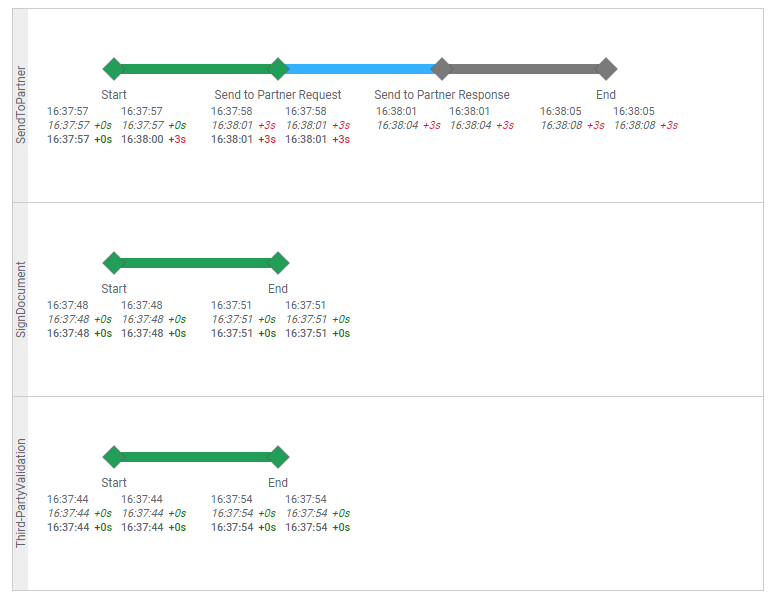 SendToPartner
Start Send to Partner Request Send to Partner Response End
16:37:57 16:37:57 16:37:58 16:37:58 16:38:01 16:38:01 16:38:05 16:38:05
16:37:57 +0s 16:37:57 +0s 16:38:01 +3s 16:38:01 +3s 16:38:04 +3s 16:38:04 +3s 16:38:08 +3s 16:38:08 +3s
16:37:57 +0s 16:38:00 +3s 16:38:01 +3s 16:38:01 +3s
SignDocument
Start End
16:37:48 16:37:48 16:37:51 16:37:51
16:37:48 +0s 16:37:48 +0s 16:37:51 +0s 16:37:51 +0s
16:37:48 +0s 16:37:48 +0s 16:37:51 +0s 16:37:51 +0s
Third-PartyValidation
Start End
16:37:44 16:37:44 16:37:54 16:37:54
16:37:44 +0s 16:37:44 +0s 16:37:54 +0s 16:37:54 +0s
16:37:44 +0s 16:37:44 +0s 16:37:54 +0s 16:37:54 +0s